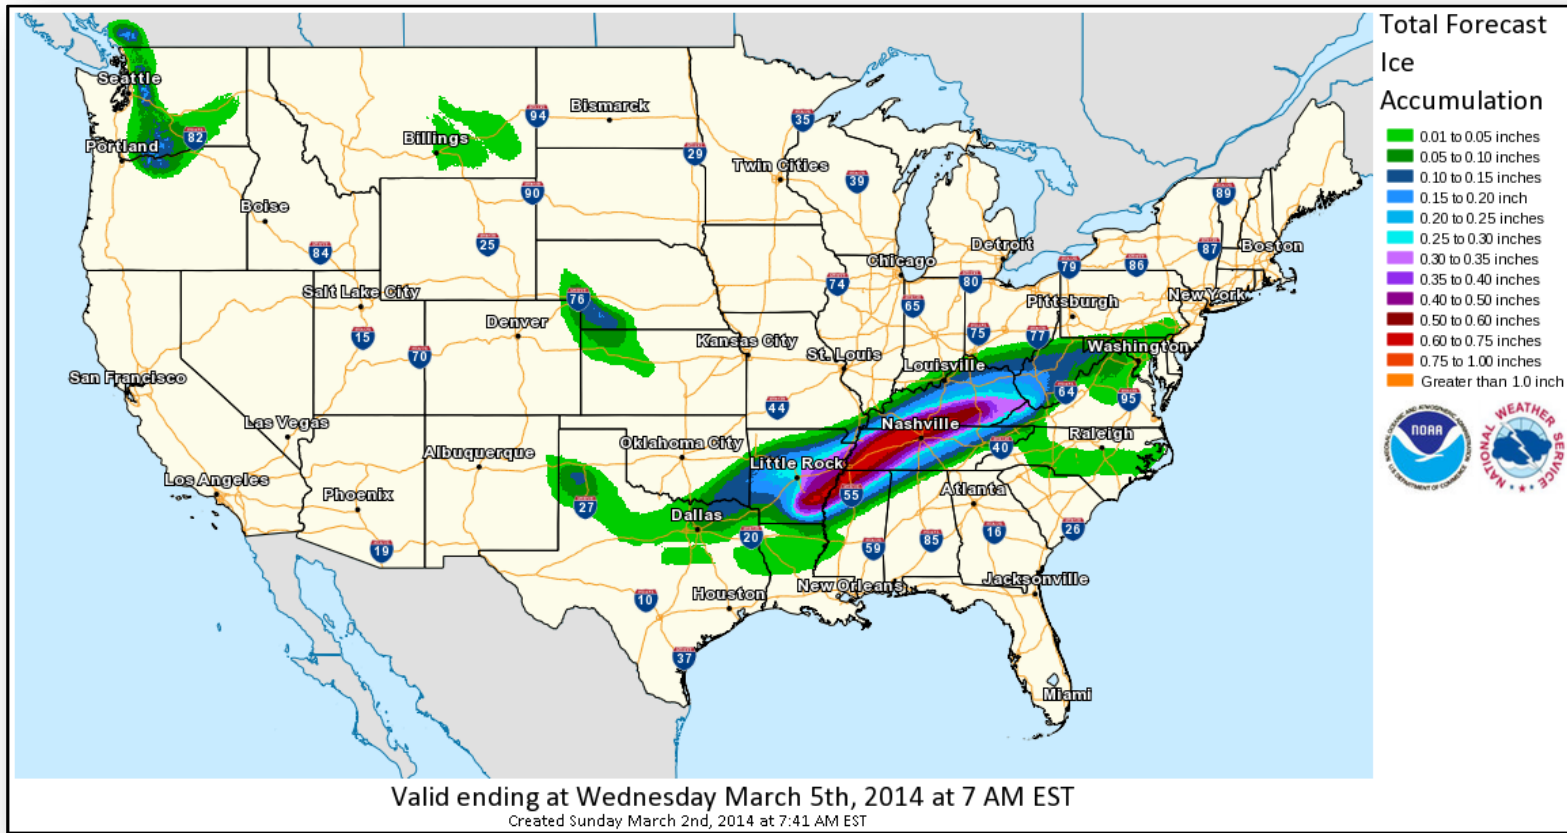 Total Forecast
Ice
Accumulation
0.01 to 0.05 inches
0.05 to 0.10 inches
0.10 to 0.15 inches
0.15 to 0.20 inch
0.20 to 0.25 inches
0.25 to 0.30 inches
0.30 to 0.35 inches
0.35 to 0.40 inches
0.40 to 0.50 inches
0.50 to 0.60 inches
0.60 to 0.75 inches
0.75 to 1.00 inches
Greater than 1.0 inch
NOAA
NATIONAL WEATHER SERVICE
Seattle
82
Portland
Billings
94
Bismarck
35
29
Twin Cities
39
90
89
Boise
84
25
Detroit
87
Boston
Chicago
79
86
80
74
Salt Lake City
76
65
Pittsburgh
New York
Denver
15
70
Kansas City
St. Louis
75
77
Washington
Louisville
San Francisco
64
95
44
Las Vegas
Nashville
Raleigh
Oklahoma City
40
Albuquerque
Little Rock
Los Angeles
Phoenix
27
55
Atlanta
Dallas
20
59
85
16
26
19
Jacksonville
New Orleans
Houston
10
37
Miami
Valid ending at Wednesday March 5th, 2014 at 7 AM EST
Created Sunday March 2nd, 2014 at 7:41 AM EST